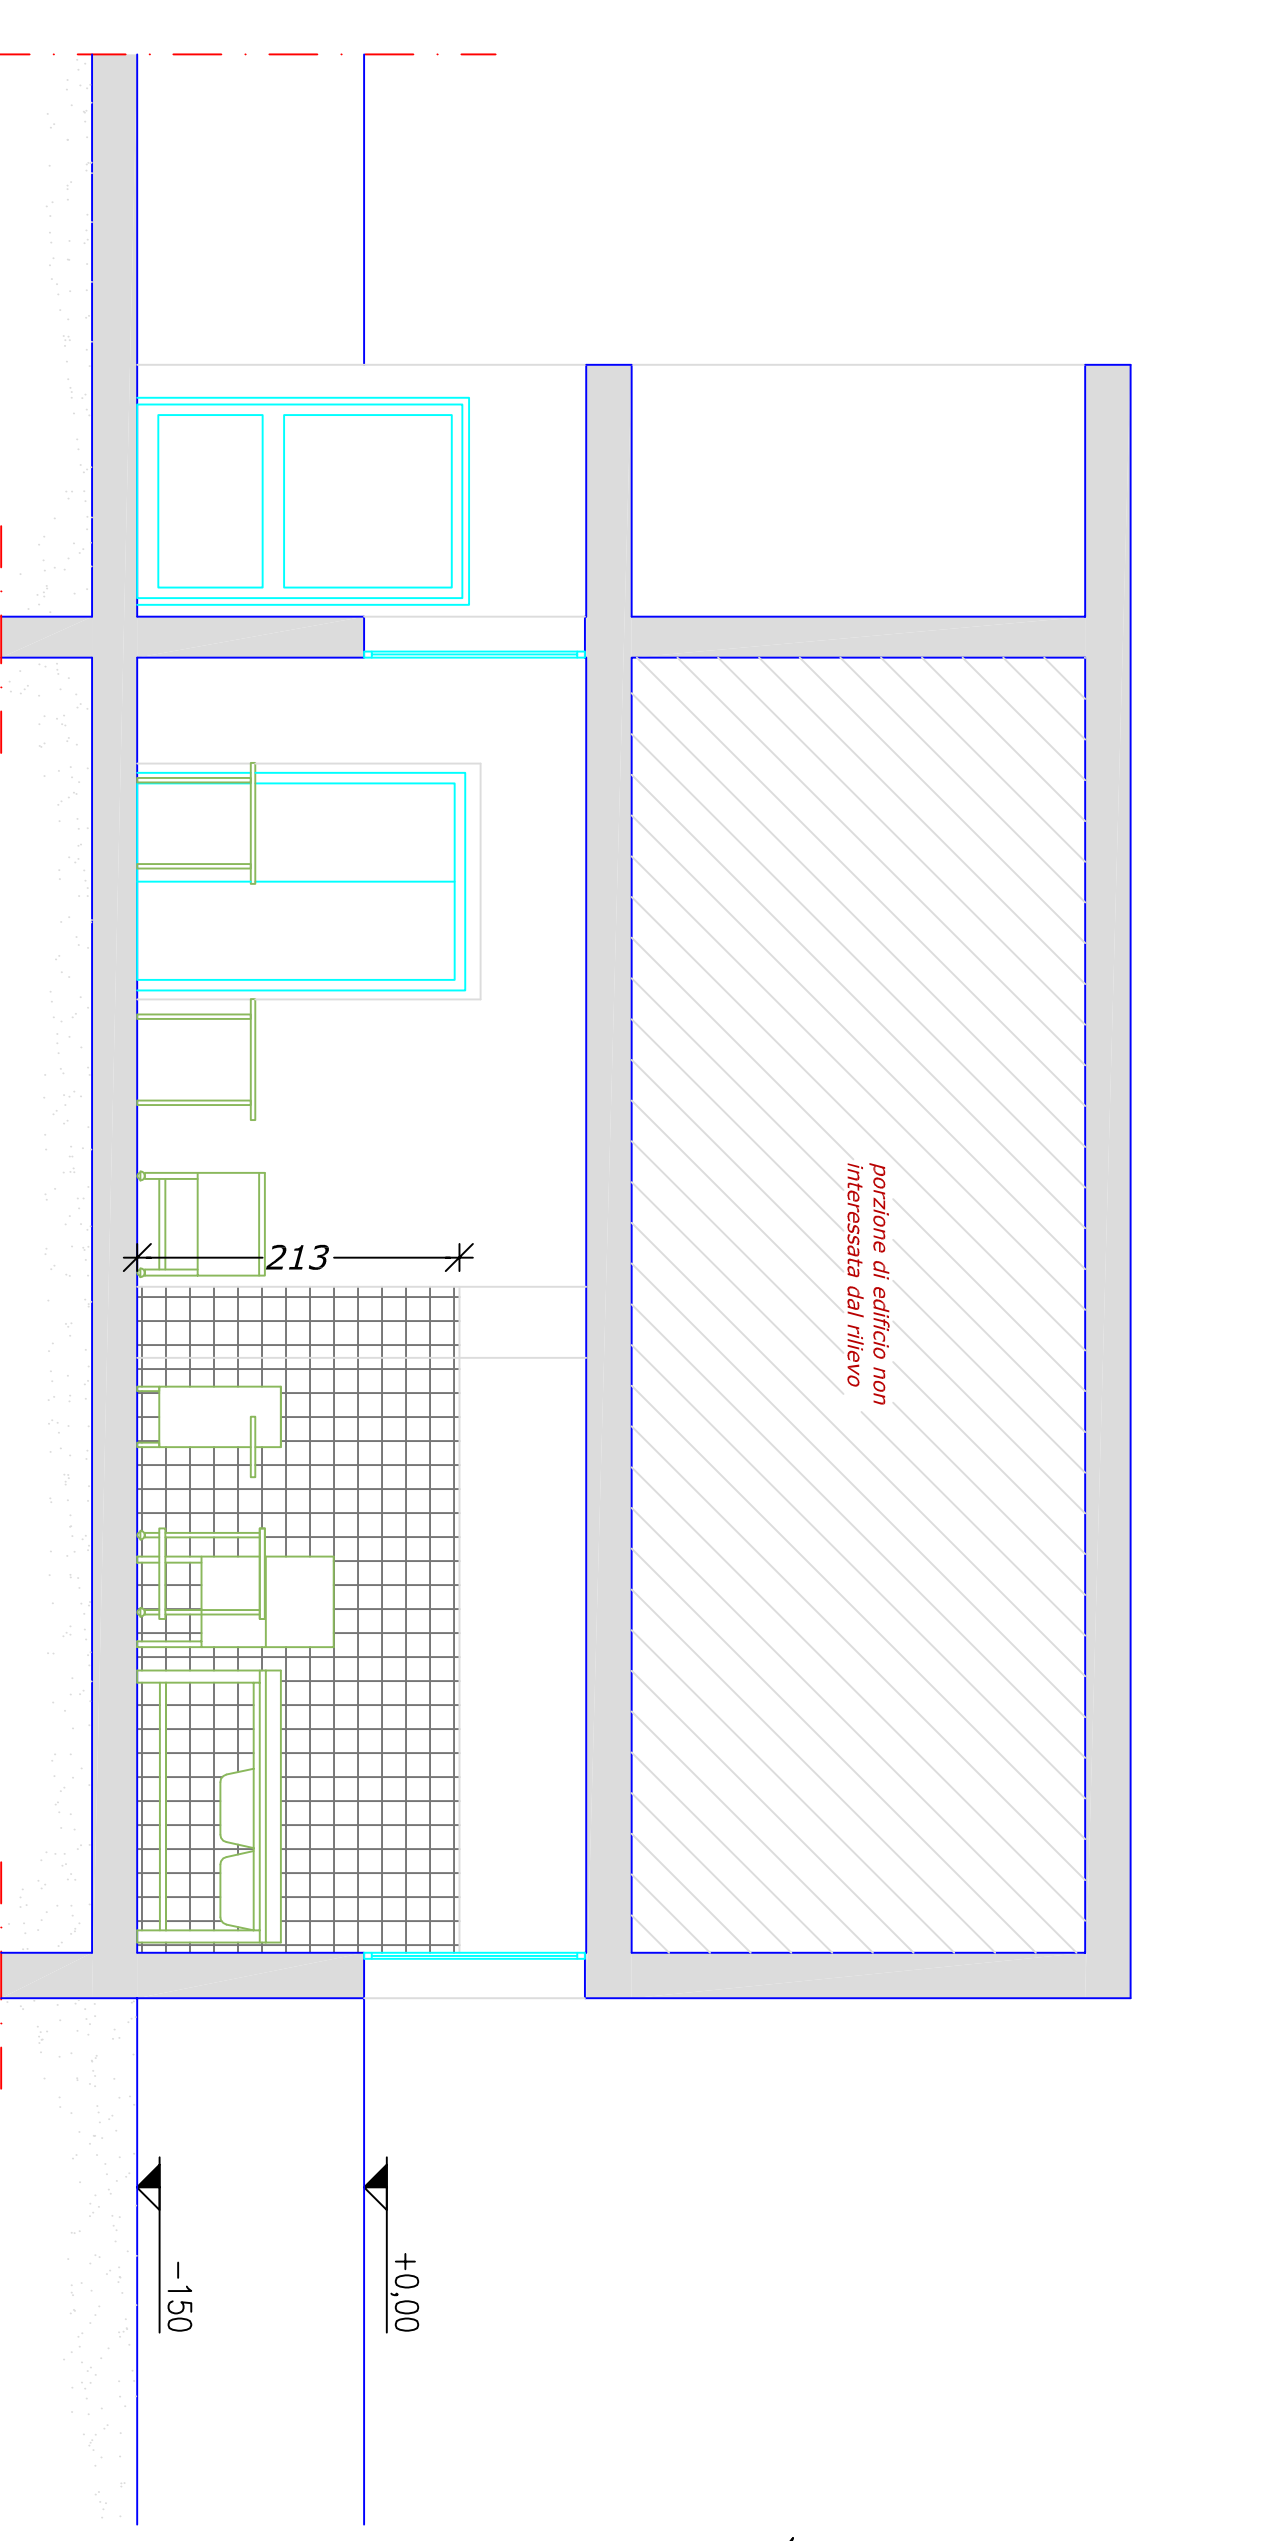 213
porzione di edificio non
interessata dal rilievo
+0,00
-150